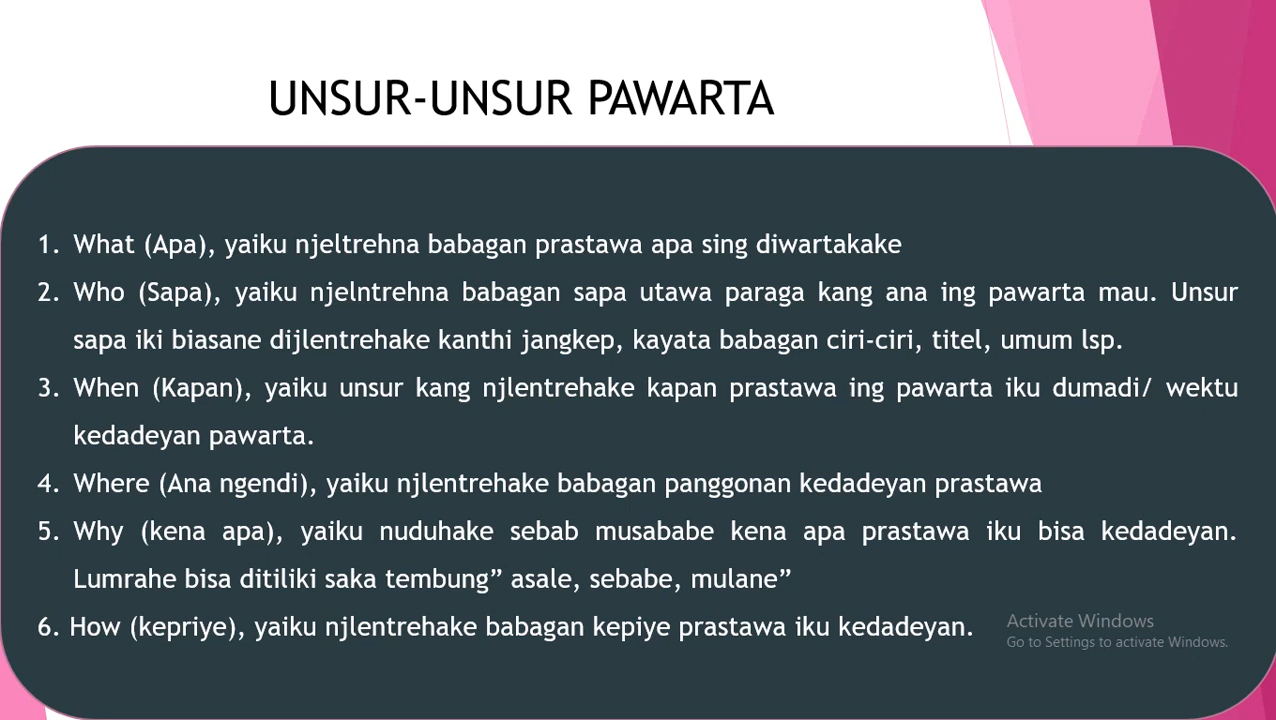 UNSUR-UNSUR PAWARTA
1. What (Apa), yaiku njeltrehna babagan prastawa apa sing diwartakake
2. Who (Sapa), yaiku njelntrehna babagan sapa utawa paraga kang ana ing pawarta mau. Unsur
sapa iki biasane dijlentrehake kanthi jangkep, kayata babagan ciri-ciri, titel, umum lsp.
3. When (Kapan), yaiku unsur kang njlentrehake kapan prastawa ing pawarta iku dumadi/ wektu
kedadeyan pawarta.
4. Where (Ana ngendi), yaiku njlentrehake babagan panggonan kedadeyan prastawa
5. Why (kena apa), yaiku nuduhake sebab musababe kena apa prastawa iku bisa kedadeyan.
Lumrahe bisa ditiliki saka tembung” asale, sebabe, mulane”
6. How (kepriye), yaiku njlentrehake babagan kepiye prastawa iku kedadeyan.
Activate Windows
Go to Settings to activate Windows.